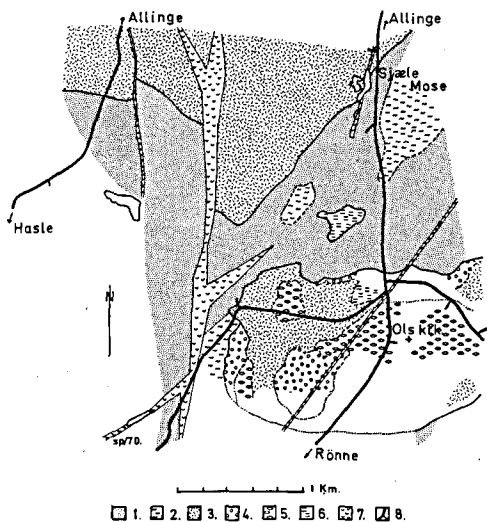 Allinge
Allinge
Sjæle
Mose
Hasle
N
Ols krk.
sp/70.
Rönne
1 Km.
1. 2. 3. 4. 5. 6. 7. 8.